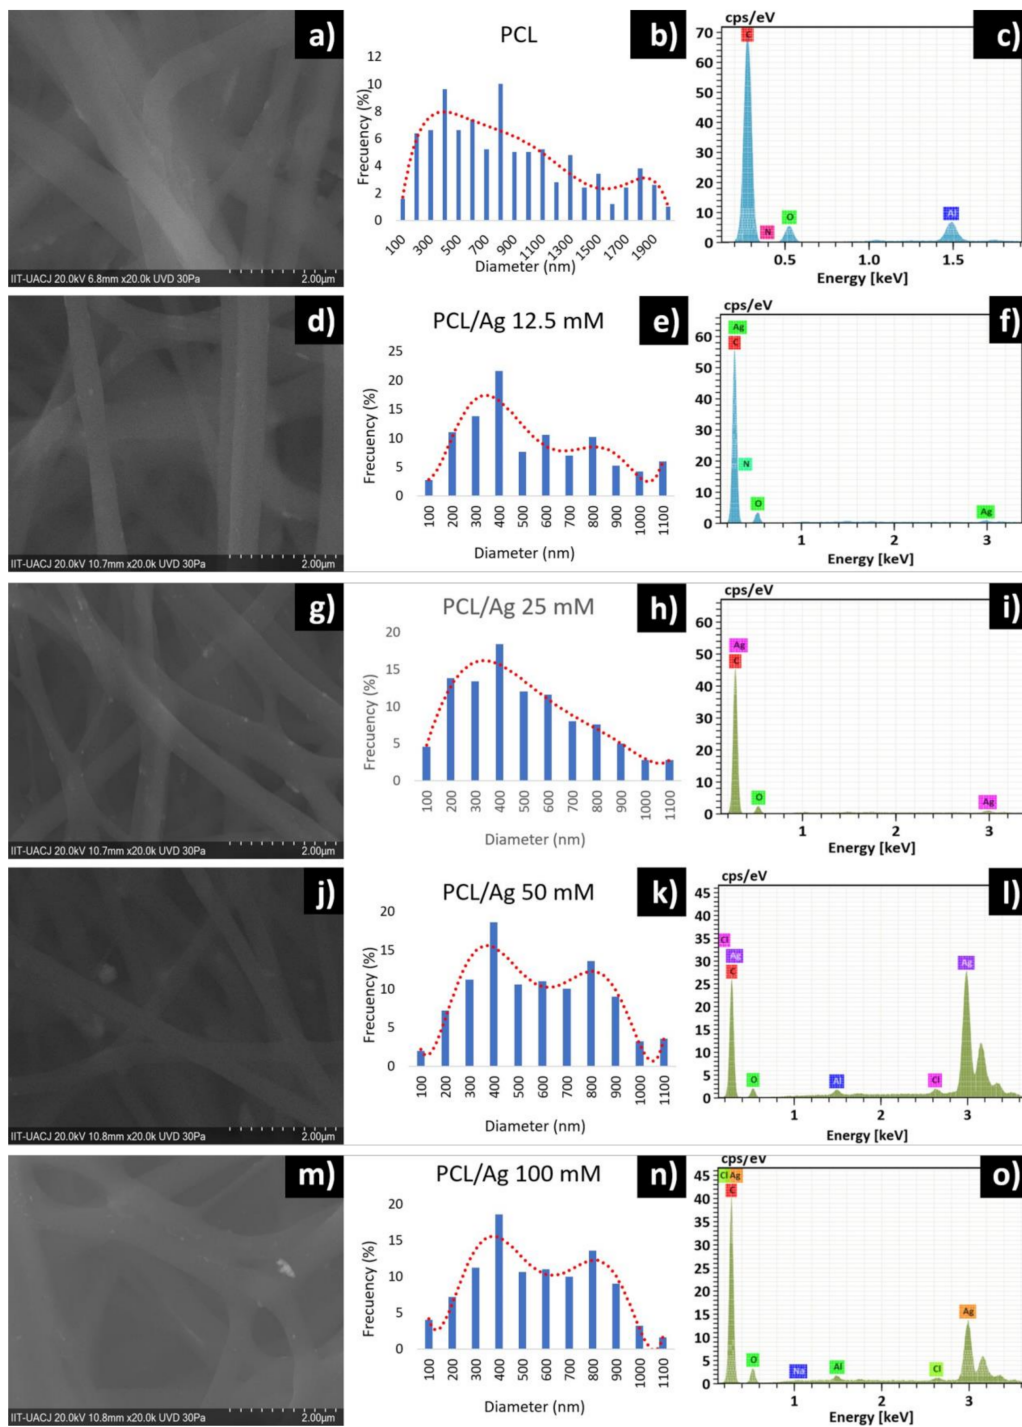 a)
IIT-UACJ 20.0kV 6.8mm x20.0k UVD 30Pa 2.00µm
PCL
b)
Frecuency (%)
12
10
8
6
4
2
0
100 300 500 700 900 1100 1300 1500 1700 1900
Diameter (nm)
cps/eV
c)
70
60
50
40
30
20
10
0
C
N
O
Al
0.5 1.0 1.5
Energy [keV]
d)
IIT-UACJ 20.0kV 10.7mm x20.0k UVD 30Pa 2.00µm
PCL/Ag 12.5 mM
e)
Frecuency (%)
25
20
15
10
5
0
100 200 300 400 500 600 700 800 900 1000 1100
Diameter (nm)
cps/eV
f)
60
50
40
30
20
10
0
Ag
C
N
O
Ag
1 2 3
Energy [keV]
g)
IIT-UACJ 20.0kV 10.7mm x20.0k UVD 30Pa 2.00µm
PCL/Ag 25 mM
h)
Frecuency (%)
20
15
10
5
0
100 200 300 400 500 600 700 800 900 1000 1100
Diameter (nm)
cps/eV
i)
60
50
40
30
20
10
0
Ag
C
O
Ag
1 2 3
Energy [keV]
j)
IIT-UACJ 20.0kV 10.8mm x20.0k UVD 30Pa 2.00µm
PCL/Ag 50 mM
k)
Frecuency (%)
20
15
10
5
0
100 200 300 400 500 600 700 800 900 1000 1100
Diameter (nm)
cps/eV
l)
45
40
35
30
25
20
15
10
5
0
Cl
Ag
C
O
Al
Cl
Ag
1 2 3
Energy [keV]
m)
IIT-UACJ 20.0kV 10.8mm x20.0k UVD 30Pa 2.00µm
PCL/Ag 100 mM
n)
Frecuency (%)
20
15
10
5
0
100 200 300 400 500 600 700 800 900 1000 1100
Diameter (nm)
cps/eV
o)
45
40
35
30
25
20
15
10
5
0
Cl Ag
C
O
Na
Al
Cl
Ag
1 2 3
Energy [keV]